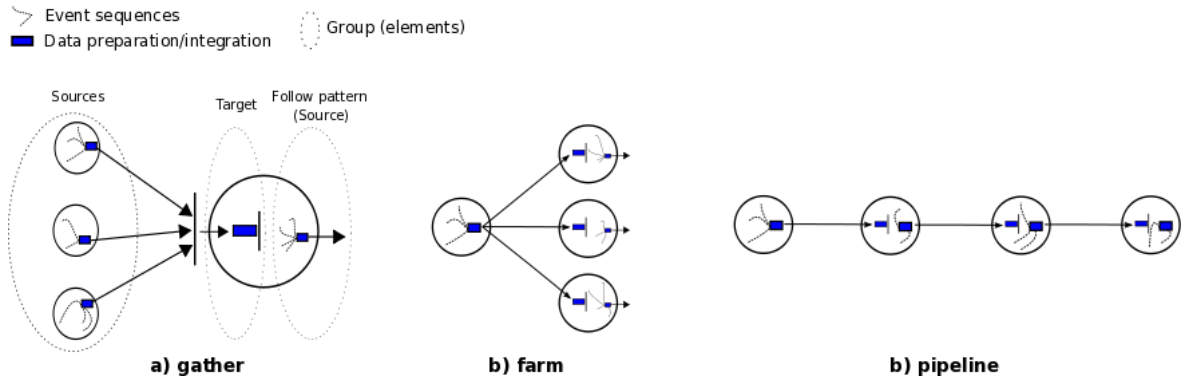 Event sequences
Data preparation/integration
Group (elements)
Sources
Target
Follow pattern
(Source)
a) gather
b) farm
b) pipeline